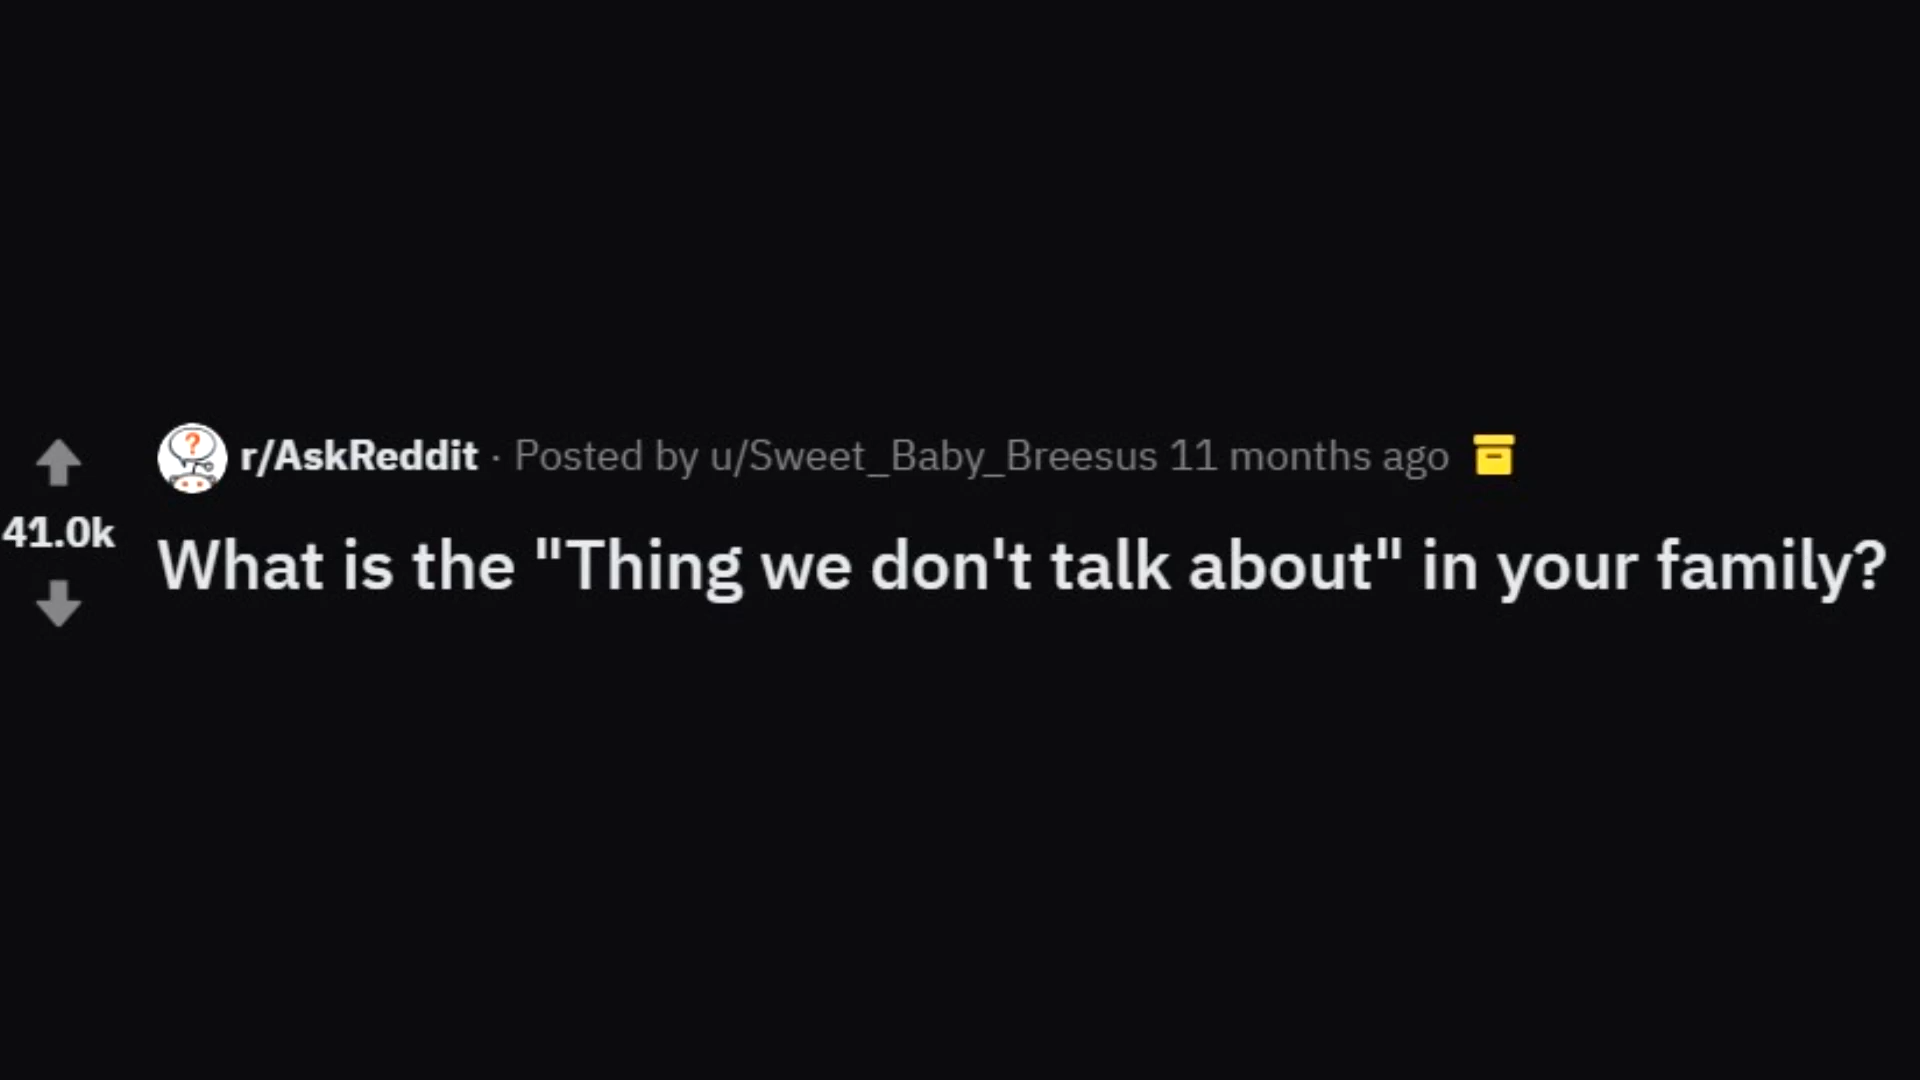 r/AskReddit · Posted by u/Sweet_Baby_Breesus 11 months ago
41.0k
What is the "Thing we don't talk about" in your family?